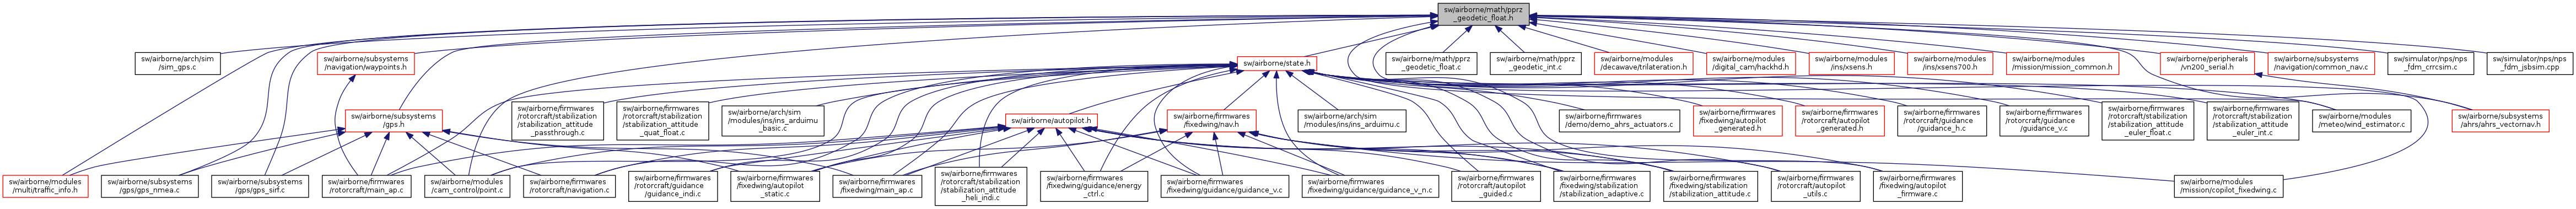 sw/airborne/math/pprz
_geodetic_float.h
sw/airborne/arch/sim
/sim_gps.c
sw/airborne/subsystems
/navigation/waypoints.h
sw/airborne/state.h
sw/airborne/math/pprz
_geodetic_float.c
sw/airborne/math/pprz
_geodetic_int.c
sw/airborne/modules
/decawave/trilateration.h
sw/airborne/modules
/digital_cam/hackhd.h
sw/airborne/modules
/ins/xsens.h
sw/airborne/modules
/ins/xsens700.h
sw/airborne/modules
/mission/mission_common.h
sw/airborne/peripherals
/vn200_serial.h
sw/airborne/subsystems
/navigation/common_nav.c
sw/simulator/nps/nps
_fdm_crrcsim.c
sw/simulator/nps/nps
_fdm_jsbsim.cpp
sw/airborne/subsystems
/gps.h
sw/airborne/firmwares
/rotorcraft/stabilization
/stabilization_attitude
_passthrough.c
sw/airborne/firmwares
/rotorcraft/stabilization
/stabilization_attitude
_quat_float.c
sw/airborne/arch/sim
/modules/ins/ins_arduimu
_basic.c
sw/airborne/autopilot.h
sw/airborne/firmwares
/fixedwing/nav.h
sw/airborne/arch/sim
/modules/ins/ins_arduimu.c
sw/airborne/firmwares
/demo/demo_ahrs_actuators.c
sw/airborne/firmwares
/fixedwing/autopilot
_generated.h
sw/airborne/firmwares
/rotorcraft/autopilot
_generated.h
sw/airborne/firmwares
/rotorcraft/guidance
/guidance_h.c
sw/airborne/firmwares
/rotorcraft/guidance
/guidance_v.c
sw/airborne/firmwares
/rotorcraft/stabilization
/stabilization_attitude
_euler_float.c
sw/airborne/firmwares
/rotorcraft/stabilization
/stabilization_attitude
_euler_int.c
sw/airborne/modules
/meteo/wind_estimator.c
sw/airborne/subsystems
/ahrs/ahrs_vectornav.h
sw/airborne/modules
/multi/traffic_info.h
sw/airborne/subsystems
/gps/gps_nmea.c
sw/airborne/subsystems
/gps/gps_sirf.c
sw/airborne/firmwares
/rotorcraft/main_ap.c
sw/airborne/modules
/cam_control/point.c
sw/airborne/firmwares
/rotorcraft/navigation.c
sw/airborne/firmwares
/rotorcraft/guidance
/guidance_indi.c
sw/airborne/firmwares
/fixedwing/autopilot
_static.c
sw/airborne/firmwares
/fixedwing/main_ap.c
sw/airborne/firmwares
/rotorcraft/stabilization
/stabilization_attitude
_heli_indi.c
sw/airborne/firmwares
/fixedwing/guidance/energy
_ctrl.c
sw/airborne/firmwares
/fixedwing/guidance/guidance_v.c
sw/airborne/firmwares
/fixedwing/guidance/guidance_v_n.c
sw/airborne/firmwares
/rotorcraft/autopilot
_guided.c
sw/airborne/firmwares
/fixedwing/stabilization
/stabilization_adaptive.c
sw/airborne/firmwares
/fixedwing/stabilization
/stabilization_attitude.c
sw/airborne/firmwares
/rotorcraft/autopilot
_utils.c
sw/airborne/firmwares
/fixedwing/autopilot
_firmware.c
sw/airborne/modules
/mission/copilot_fixedwing.c